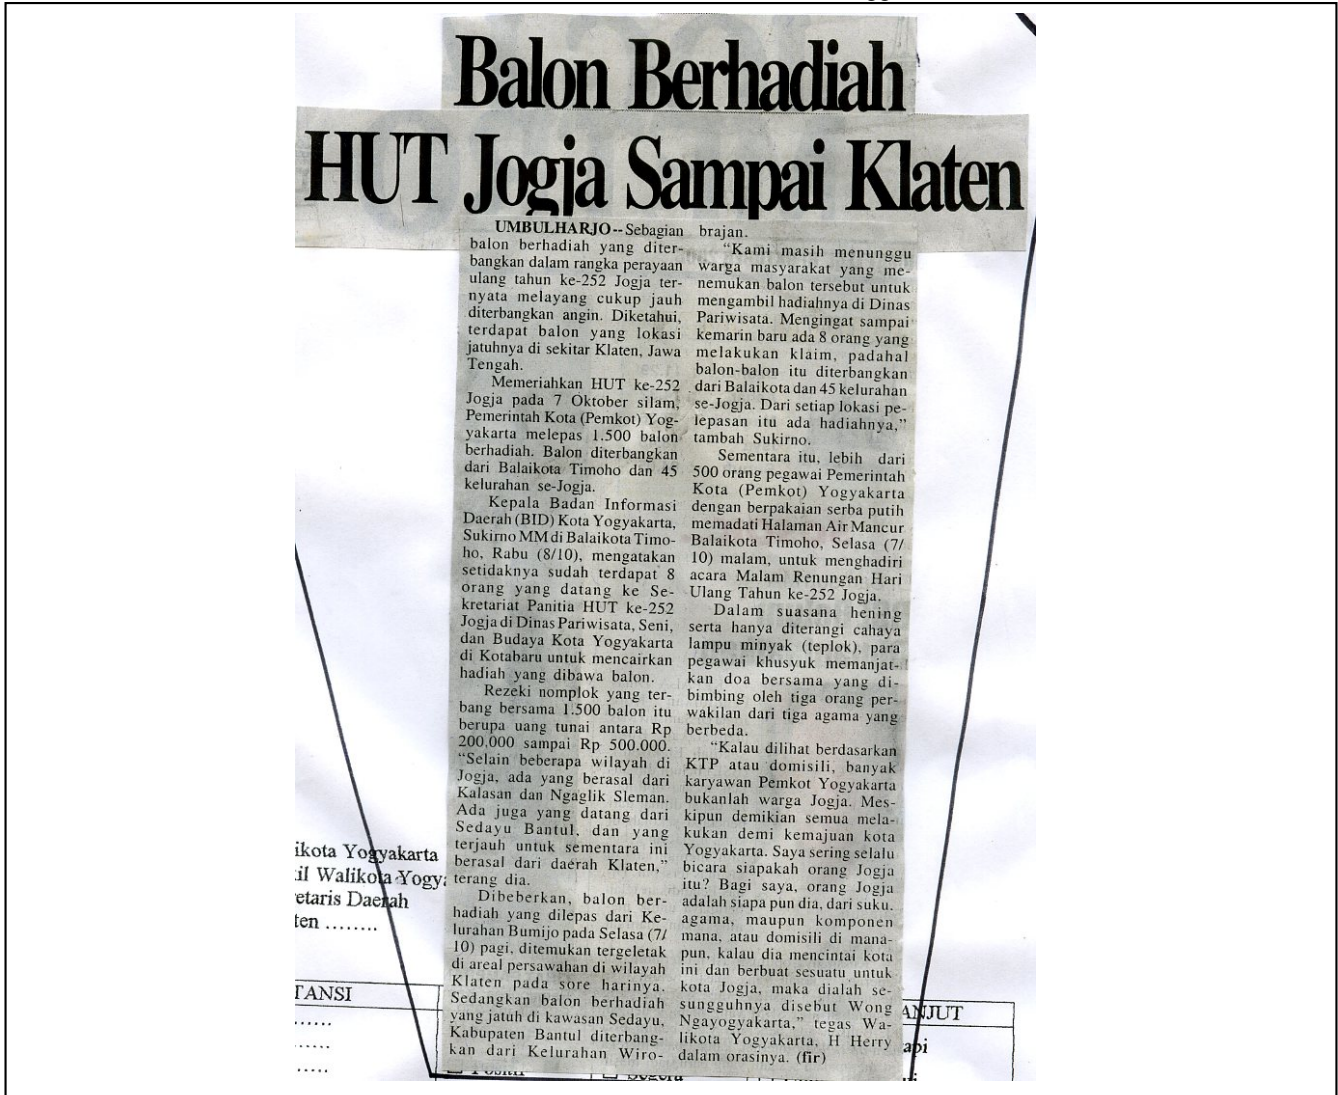 Balon Berhadiah
HUT Jogja Sampai Klaten
UMBULHARJO--Sebagian
balon berhadiah yang diter-
bangkan dalam rangka perayaan
ulang tahun ke-252 Jogja ter-
nyata melayang cukup jauh
diterbangkan angin. Diketahui,
terdapat balon yang lokasi
jatuhnya di sekitar Klaten, Jawa
Tengah.
Memeriahkan HUT ke-252
Jogja pada 7 Oktober silam,
Pemerintah Kota (Pemkot) Yog-
yakarta melepas 1.500 balon
berhadiah. Balon diterbangkan
dari Balaikota Timoho dan 45
kelurahan se-Jogja.
Kepala Badan Informasi
Daerah (BID) Kota Yogyakarta,
Sukirno MM di Balaikota Timo-
ho, Rabu (8/10), mengatakan
setidaknya sudah terdapat 8
orang yang datang ke Se-
kretariat Panitia HUT ke-252
Jogja di Dinas Pariwisata, Seni,
dan Budaya Kota Yogyakarta
di Kotabaru untuk mencairkan
hadiah yang dibawa balon.
Rezeki nomplok yang ter-
bang bersama 1.500 balon itu
berupa uang tunai antara Rp
200.000 sampai Rp 500.000.
“Selain beberapa wilayah di
Jogja, ada yang berasal dari
Kalasan dan Ngaglik Sleman.
Ada juga yang datang dari
Sedayu Bantul, dan yang
terjauh untuk sementara ini
berasal dari daerah Klaten,”
terang dia.
Dibeberkan, balon ber-
hadiah yang dilepas dari Ke-
lurahan Bumijo pada Selasa (7/
10) pagi, ditemukan tergeletak
di areal persawahan di wilayah
Klaten pada sore harinya.
Sedangkan balon berhadiah
yang jatuh di kawasan Sedayu,
Kabupaten Bantul diterbang-
kan dari Kelurahan Wiro-
brajan.
“Kami masih menunggu
warga masyarakat yang me-
nemukan balon tersebut untuk
mengambil hadiahnya di Dinas
Pariwisata. Mengingat sampai
kemarin baru ada 8 orang yang
melakukan klaim, padahal
balon-balon itu diterbangkan
dari Balaikota dan 45 kelurahan
se-Jogja. Dari setiap lokasi pe-
lepasan itu ada hadiahnya,”
tambah Sukirno.
Sementara itu, lebih dari
500 orang pegawai Pemerintah
Kota (Pemkot) Yogyakarta
dengan berpakaian serba putih
memadati Halaman Air Mancur
Balaikota Timoho, Selasa (7/
10) malam, untuk menghadiri
acara Malam Renungan Hari
Ulang Tahun ke-252 Jogja.
Dalam suasana hening
serta hanya diterangi cahaya
lampu minyak (teplok), para
pegawai khusyuk memanjat-
kan doa bersama yang di-
bimbing oleh tiga orang per-
wakilan dari tiga agama yang
berbeda.
“Kalau dilihat berdasarkan
KTP atau domisili, banyak
karyawan Pemkot Yogyakarta
bukanlah warga Jogja. Mes-
kipun demikian semua mela-
kukan demi kemajuan kota
Yogyakarta. Saya sering selalu
bicara siapakah orang Jogja
itu? Bagi saya, orang Jogja
adalah siapa pun dia, dari suku,
agama, maupun komponen
mana, atau domisili di mana-
pun, kalau dia mencintai kota
ini dan berbuat sesuatu untuk
kota Jogja, maka dialah se-
sungguhnya disebut Wong
Ngayogyakarta,” tegas Wa-
likota Yogyakarta, H Herry
dalam orasinya. (fir)
ikota Yogyakarta
il Walikota Yogy
retaris Daerah
ten ........
TANSI
......
......
......
ANJUT
api
Positif
Segera